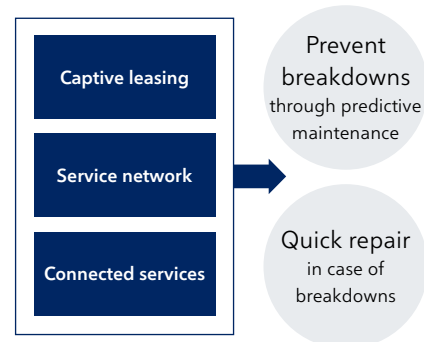 Captive leasing
Service network
Connected services
Prevent
breakdowns
through predictive
maintenance
Quick repair
in case of
breakdowns